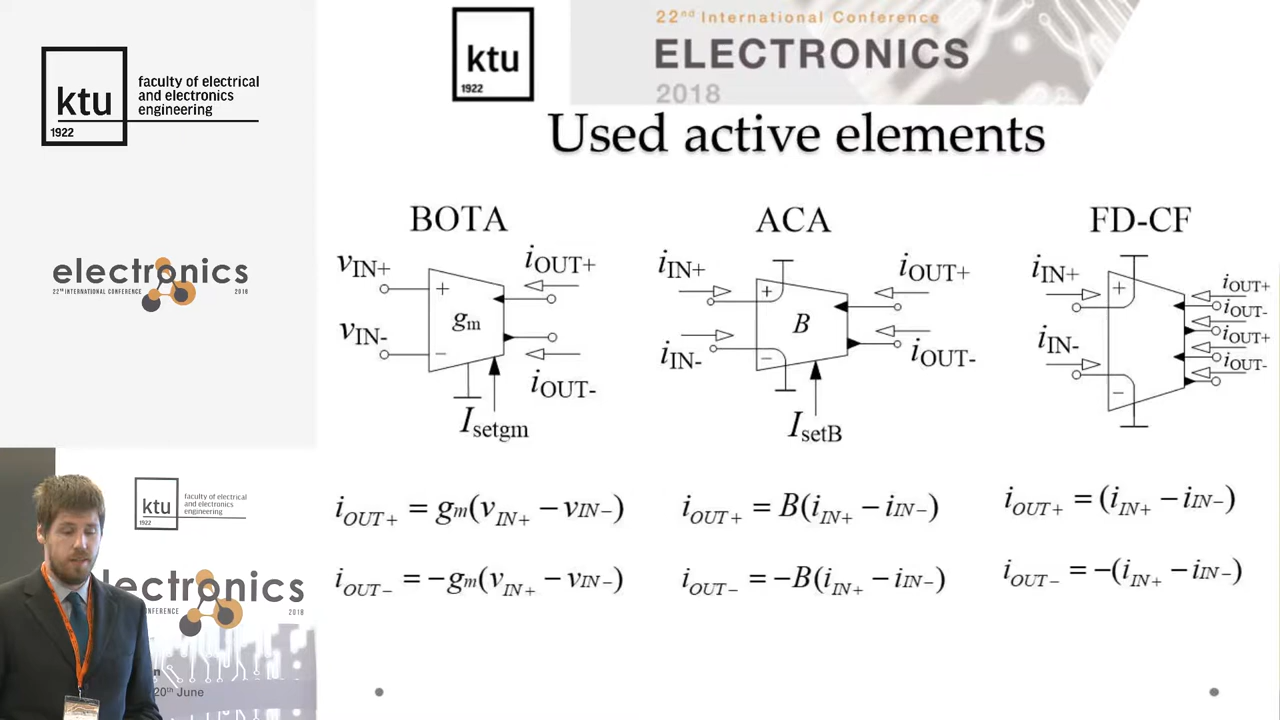 ktu
1922
faculty of electrical
and electronics
engineering
electronics
22ᴺᴰ INTERNATIONAL CONFERENCE 2018
ktu
1922
22nd International Conference
ELECTRONICS
2018
Used active elements
BOTA
vIN+
vIN-
+
−
gm
iOUT+
iOUT-
Isetgm
iOUT+ = gm(vIN+ − vIN−)
iOUT− = −gm(vIN+ − vIN−)
ACA
iIN+
iIN-
+
−
B
iOUT+
iOUT-
IsetB
iOUT+ = B(iIN+ − iIN−)
iOUT− = −B(iIN+ − iIN−)
FD-CF
iIN+
iIN-
+
−
iOUT+
iOUT-
iOUT+
iOUT-
iOUT+ = (iIN+ − iIN−)
iOUT− = −(iIN+ − iIN−)
ktu
1922
faculty of electrical
and electronics
engineering
lectronics
CONFERENCE 2018
20th June